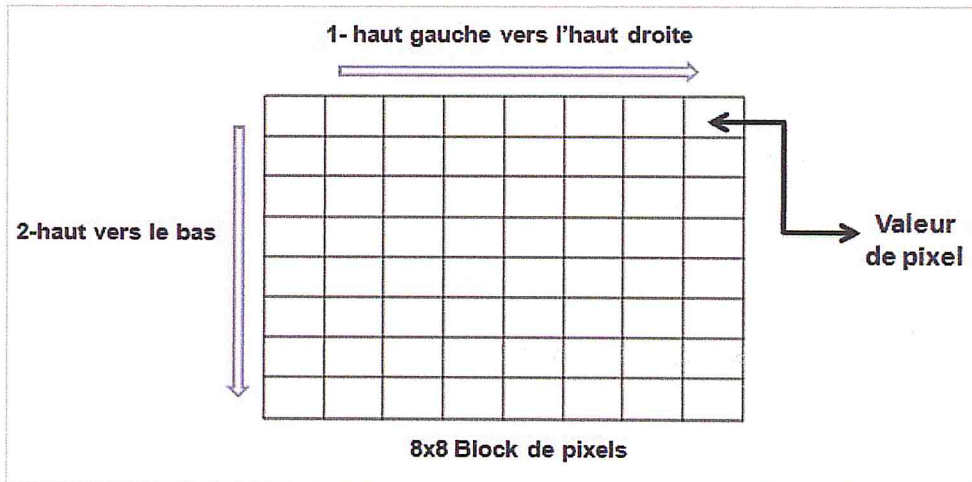 1- haut gauche vers l'haut droite
2-haut vers le bas
Valeur
de pixel
8x8 Block de pixels